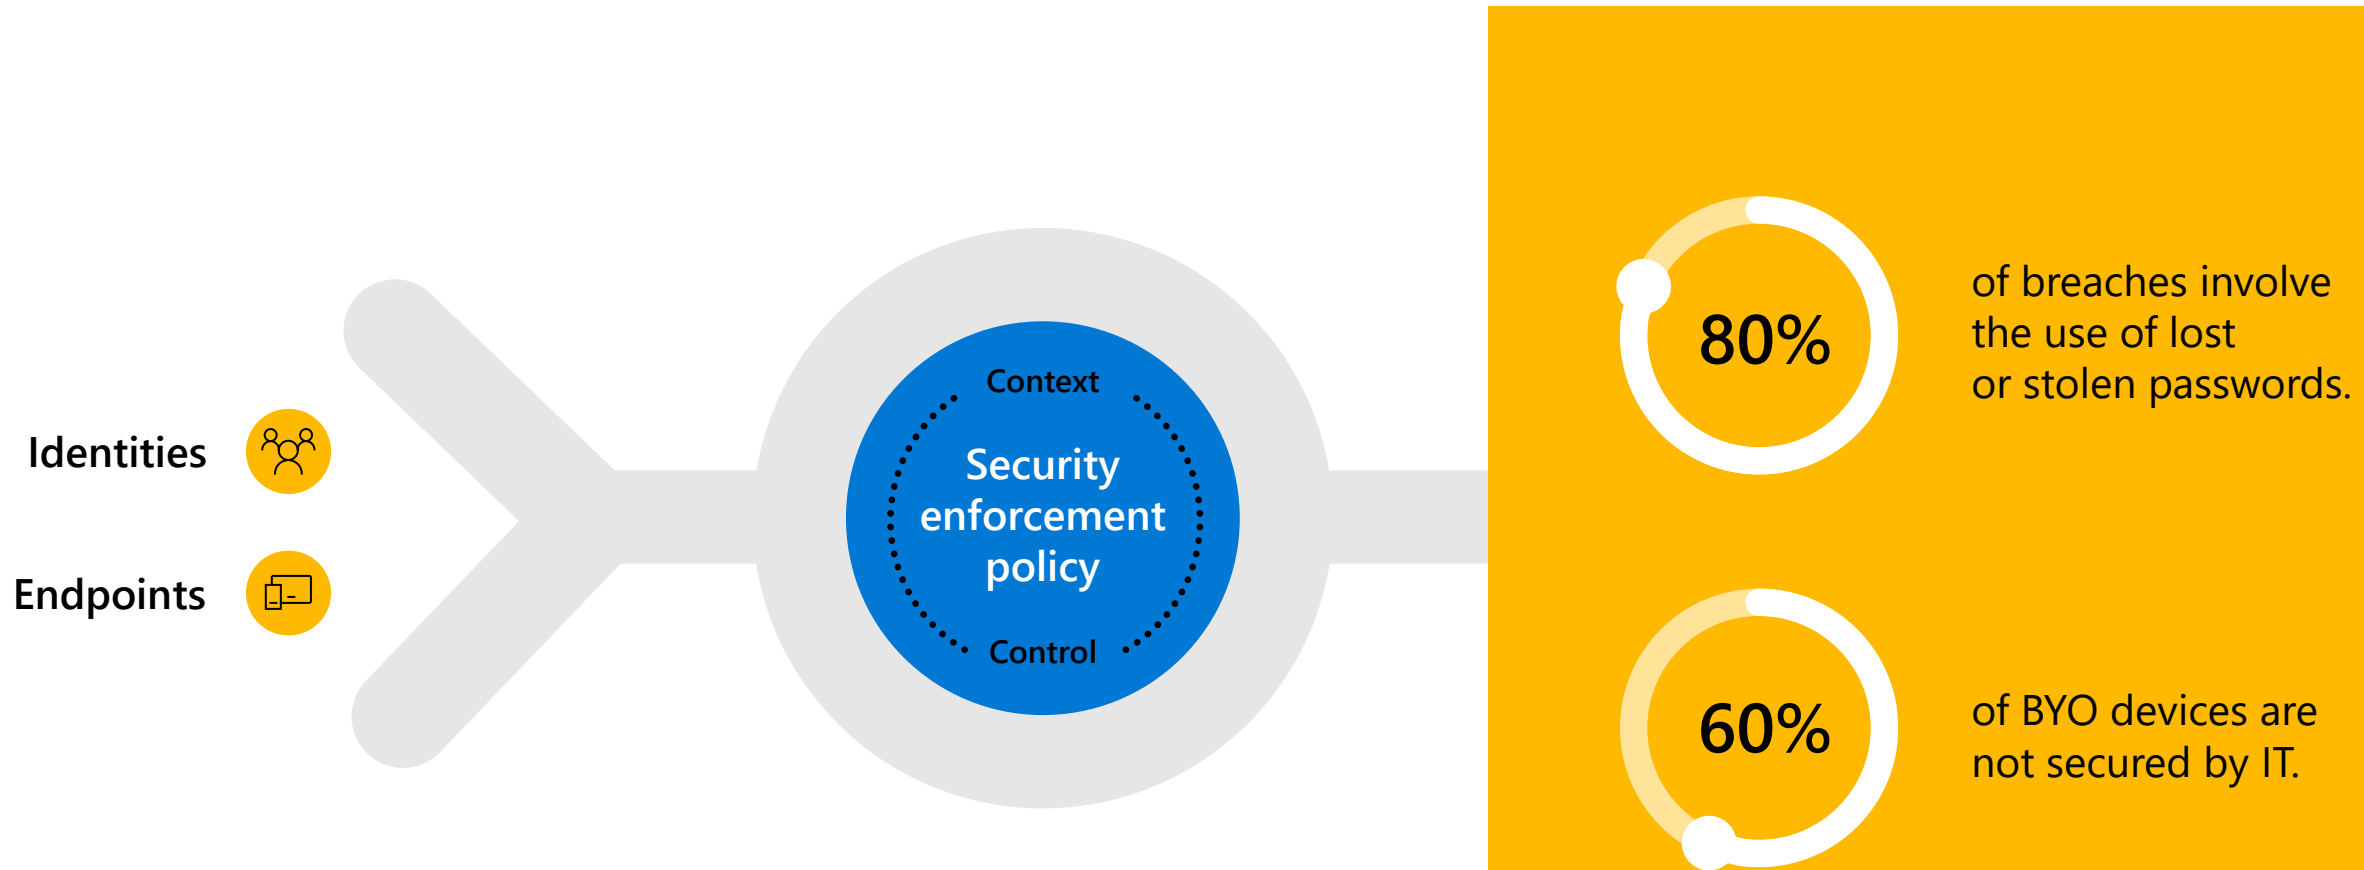 Identities
Endpoints
Context
Security
enforcement
policy
Control
80%
of breaches involve
the use of lost
or stolen passwords.
60%
of BYO devices are
not secured by IT.